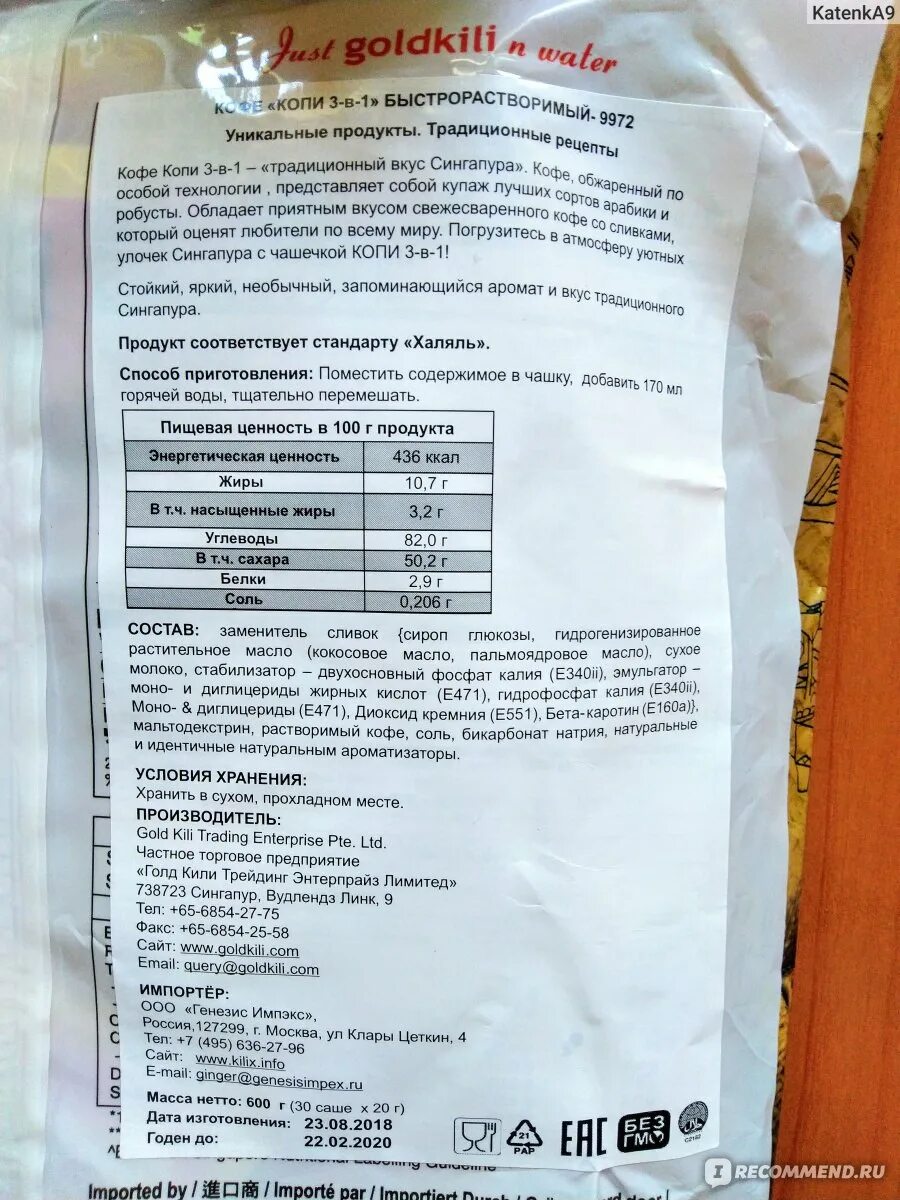 KatenkA9
Just goldkili n water
КОФЕ «КОПИ 3-в-1» БЫСТРОРАСТВОРИМЫЙ- 9972
Уникальные продукты. Традиционные рецепты
Кофе Копи 3-в-1 – «традиционный вкус Сингапура». Кофе, обжаренный по
особой технологии , представляет собой купаж лучших сортов арабики и
робусты. Обладает приятным вкусом свежесваренного кофе со сливками,
который оценят любители по всему миру. Погрузитесь в атмосферу уютных
улочек Сингапура с чашечкой КОПИ 3-в-1!
Стойкий, яркий, необычный, запоминающийся аромат и вкус традиционного
Сингапура.
Продукт соответствует стандарту «Халяль».
Способ приготовления: Поместить содержимое в чашку, добавить 170 мл
горячей воды, тщательно перемешать.
Пищевая ценность в 100 г продукта
Энергетическая ценность 436 ккал
Жиры 10,7 г
В т.ч. насыщенные жиры 3,2 г
Углеводы 82,0 г
В т.ч. сахара 50,2 г
Белки 2,9 г
Соль 0,206 г
СОСТАВ: заменитель сливок {сироп глюкозы, гидрогенизированное
растительное масло (кокосовое масло, пальмоядровое масло), сухое
молоко, стабилизатор – двухосновный фосфат калия (Е340ii), эмульгатор –
моно- и диглицериды жирных кислот (Е471), гидрофосфат калия (Е340ii),
Моно- & диглицериды (Е471), Диоксид кремния (Е551), Бета-каротин (Е160а)},
мальтодекстрин, растворимый кофе, соль, бикарбонат натрия, натуральные
и идентичные натуральным ароматизаторы.
УСЛОВИЯ ХРАНЕНИЯ:
Хранить в сухом, прохладном месте.
ПРОИЗВОДИТЕЛЬ:
Gold Kili Trading Enterprise Pte. Ltd.
Частное торговое предприятие
«Голд Кили Трейдинг Энтерпрайз Лимитед»
738723 Сингапур, Вудлендз Линк, 9
Тел: +65-6854-27-75
Факс: +65-6854-25-58
Сайт: www.goldkili.com
Email: query@goldkili.com
ИМПОРТЁР:
ООО «Генезис Импэкс»,
Россия,127299, г. Москва, ул Клары Цеткин, 4
Тел: +7 (495) 636-27-96
Сайт: www.kilix.info
E-mail: ginger@genesisimpex.ru
Масса нетто: 600 г (30 саше х 20 г)
Дата изготовления: 23.08.2018
Годен до: 22.02.2020
21
PAP
EAC
БЕЗ
ГМО
C2182
Nutritional Labelling Guideline
Imported by / 進口商 / Importé par / Importiert Durch
IRECOMMEND.RU